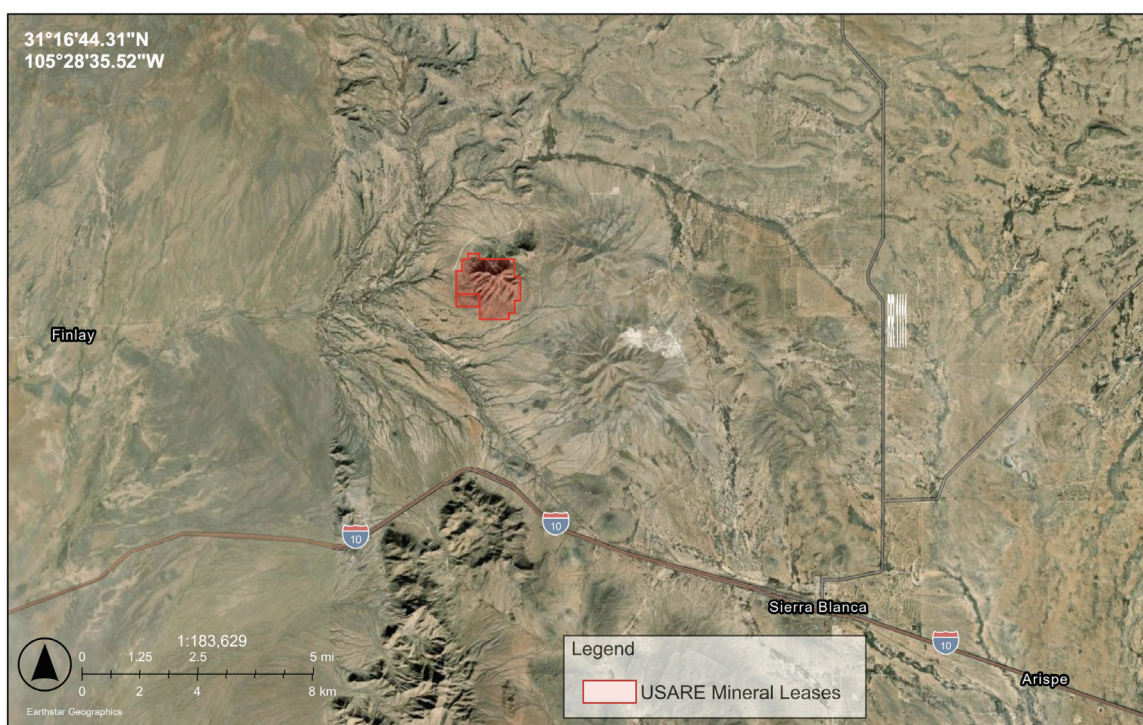 31°16'44.31"N
105°28'35.52"W
Finlay
10
10
Sierra Blanca
10
Arispe
1:183,629
0 1.25 2.5 5 mi
0 2 4 8 km
Earthstar Geographics
Legend
USARE Mineral Leases